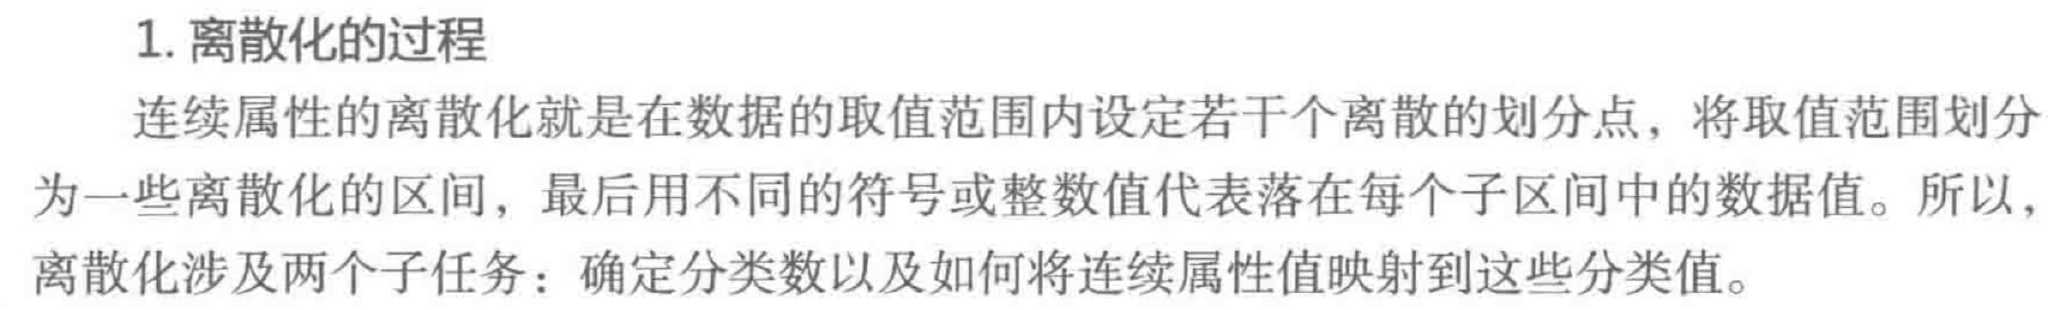 1. 离散化的过程
连续属性的离散化就是在数据的取值范围内设定若干个离散的划分点，将取值范围划分
为一些离散化的区间，最后用不同的符号或整数值代表落在每个子区间中的数据值。所以，
离散化涉及两个子任务：确定分类数以及如何将连续属性值映射到这些分类值。